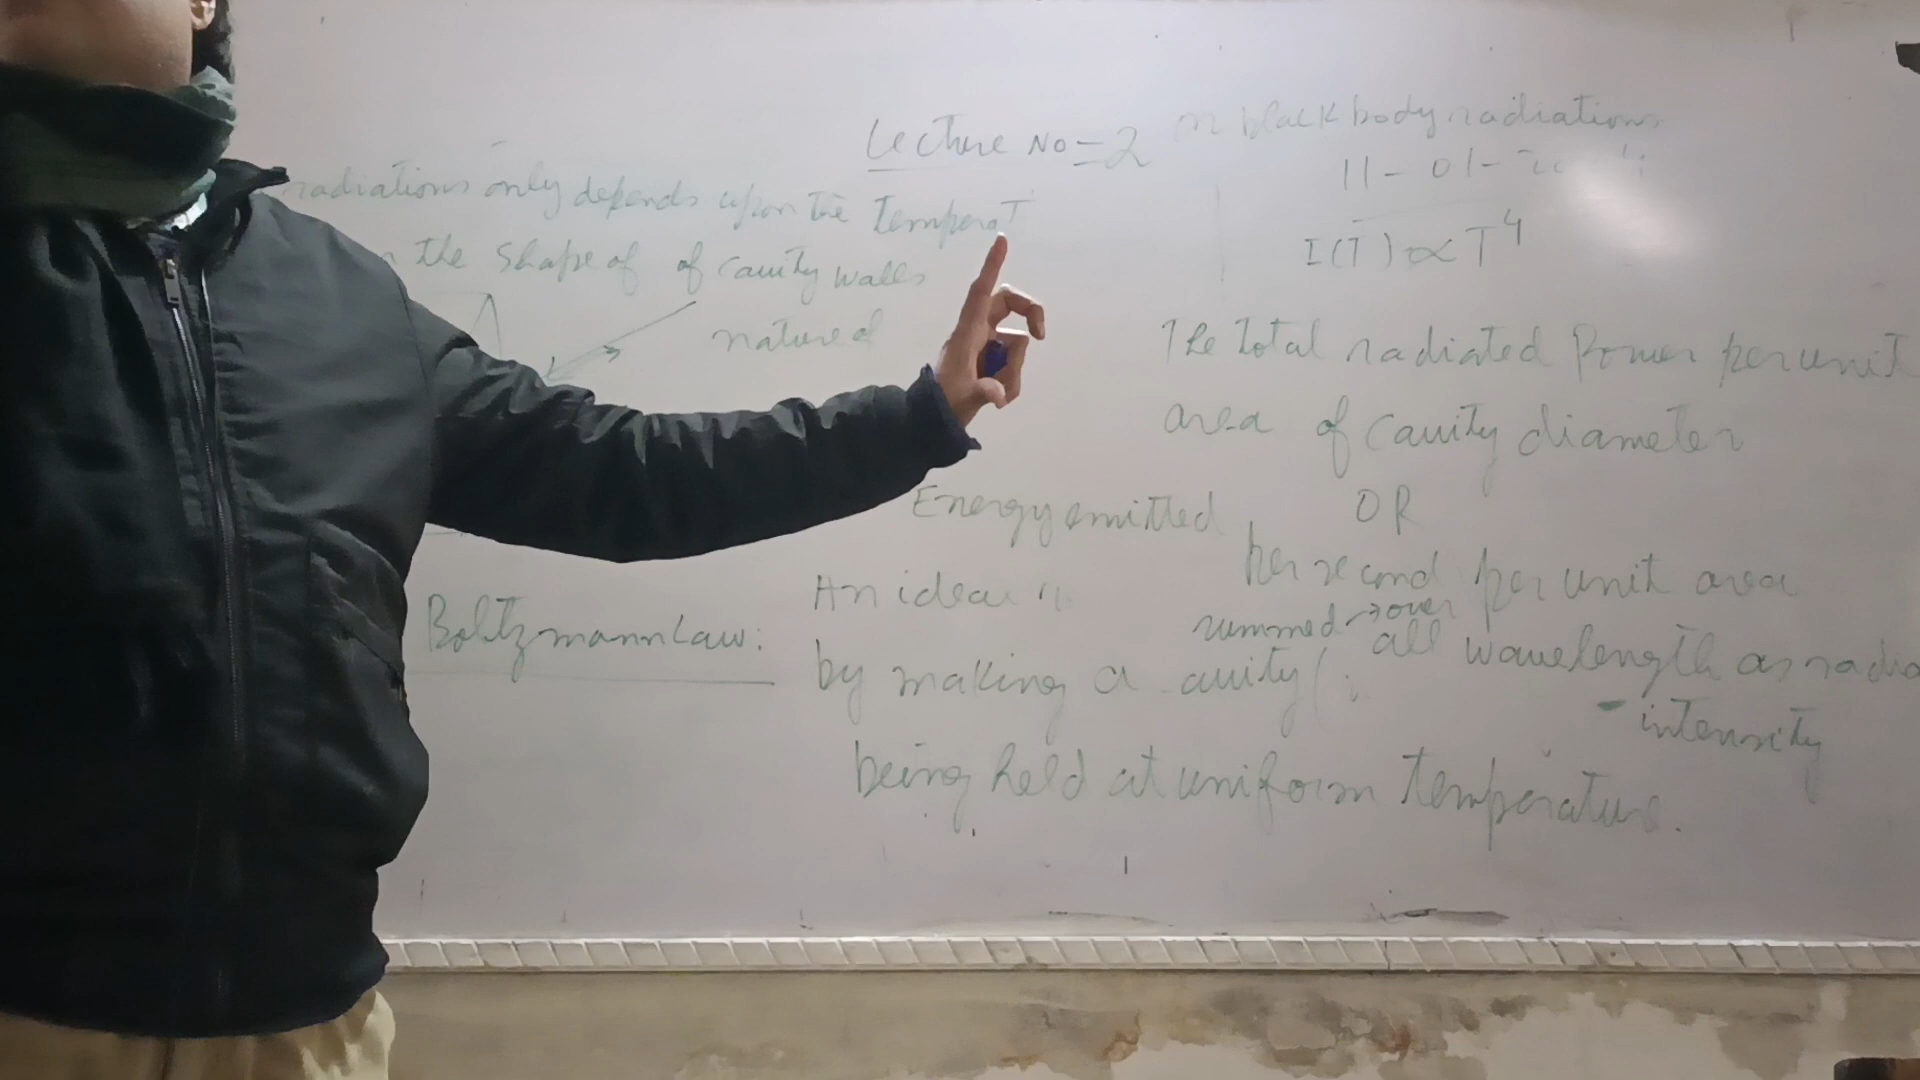 Lecture No = 2 on black body radiations
11 - 01 -
radiations only depends upon the Temperat
the shape of of cavity walls
nature of
I(T) ∝ T⁴
The Total radiated Power per unit
area of cavity diameter
OR
Energy emitted per second per unit area
summed → over all wavelength as radia
intensity
Boltzmann Law:
An ideal
by making a cavity (
being held at uniform temperature.